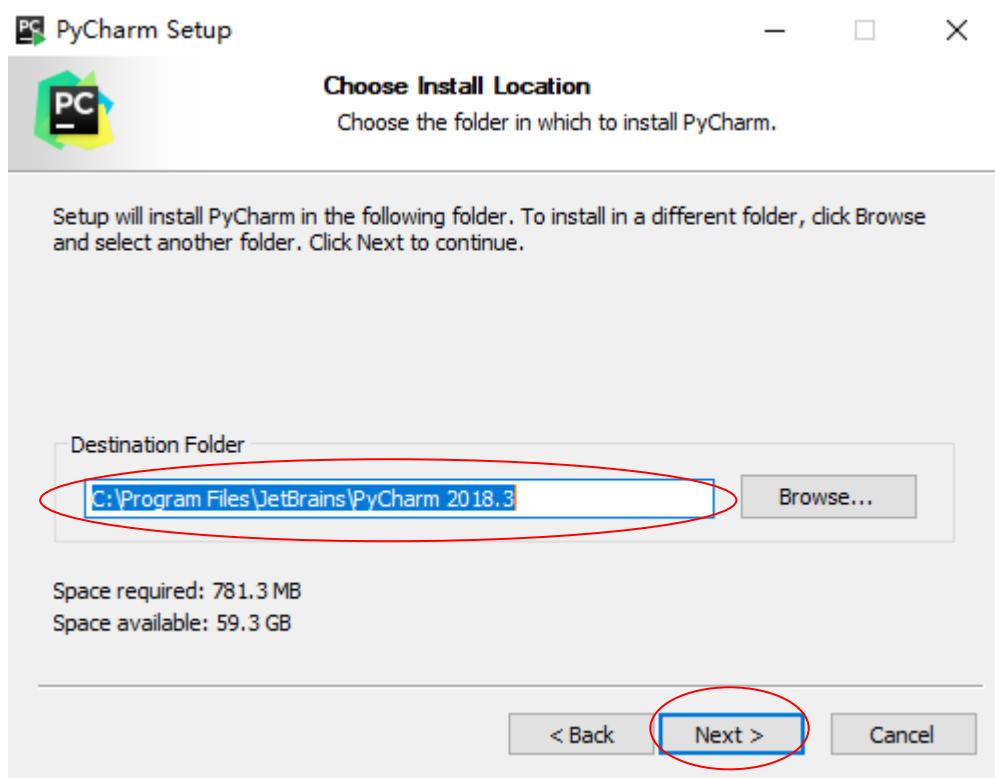 PC PyCharm Setup
PC
Choose Install Location
Choose the folder in which to install PyCharm.
Setup will install PyCharm in the following folder. To install in a different folder, click Browse
and select another folder. Click Next to continue.
Destination Folder
C:\Program Files\JetBrains\PyCharm 2018.3
Browse...
Space required: 781.3 MB
Space available: 59.3 GB
< Back
Next >
Cancel